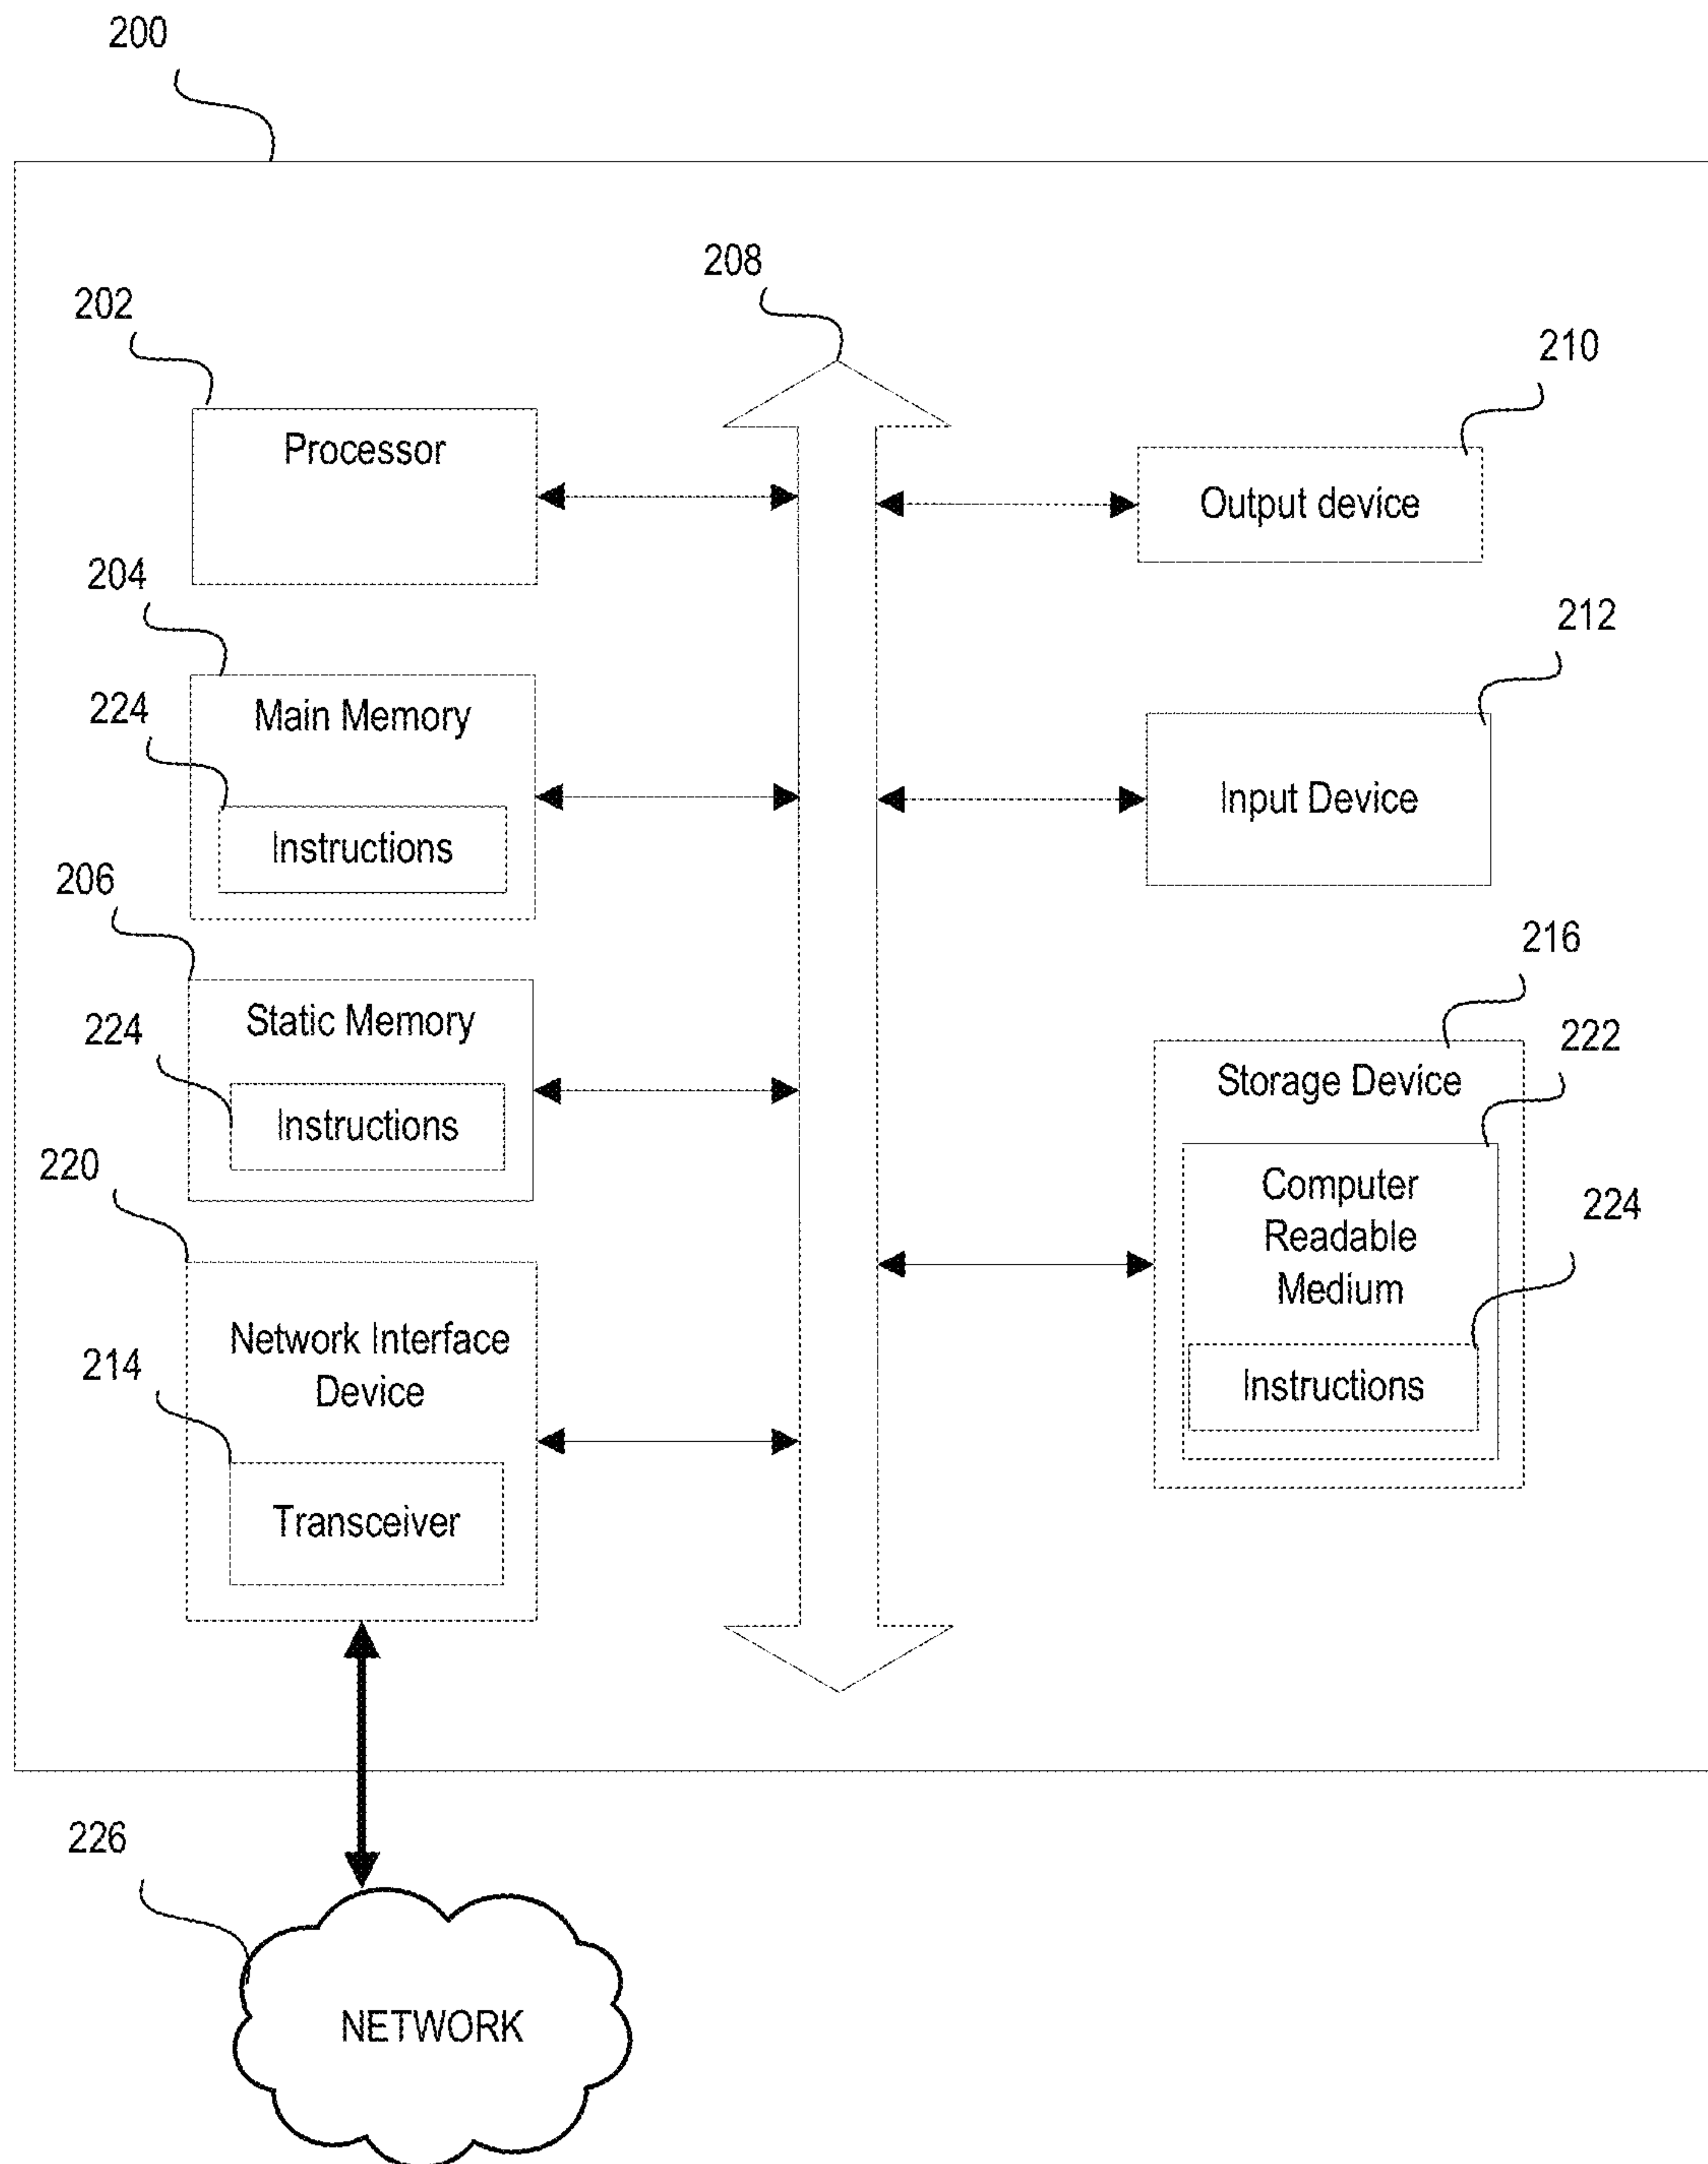 200
208
202
210
Processor
Output device
204
212
224
Main Memory
Input Device
Instructions
206
216
Static Memory
224
222
Storage Device
Instructions
220
Computer
Readable
Medium
224
Network Interface
Device
214
Instructions
Transceiver
226
NETWORK